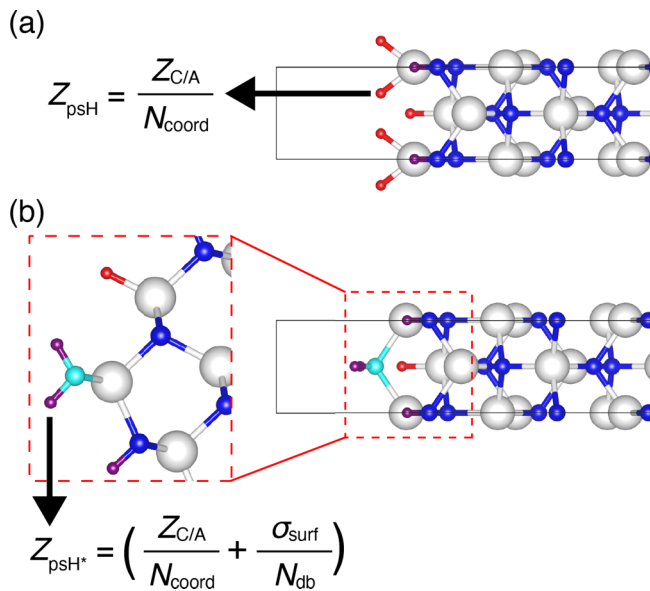 (a)
Z_psH = Z_C/A / N_coord
(b)
Z_psH* = ( Z_C/A / N_coord + σ_surf / N_db )